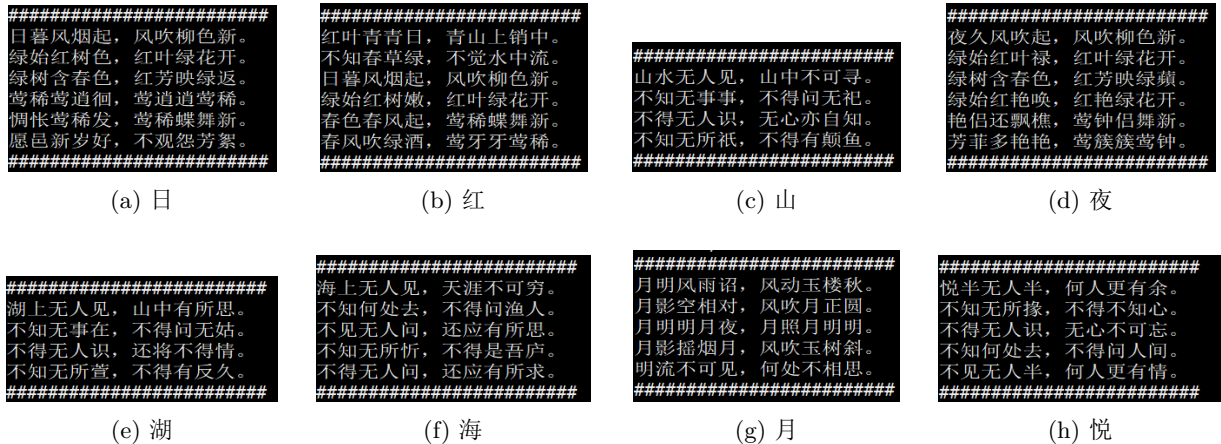 ##########################
日暮风烟起，风吹柳色新。
绿始红树色，红叶绿花开。
绿树含春色，红芳映绿返。
莺稀莺逍徊，莺逍逍莺稀。
惆怅莺稀发，莺稀蝶舞新。
愿邑新岁好，不观怨芳絮。
##########################
(a) 日
##########################
红叶青青日，青山上销中。
不知春草绿，不觉水中流。
日暮风烟起，风吹柳色新。
绿始红树嫩，红叶绿花开。
春色春风起，莺稀蝶舞新。
春风吹绿酒，莺牙牙莺稀。
##########################
(b) 红
##########################
山水无人见，山中不可寻。
不知无事事，不得问无祀。
不得无人识，无心亦自知。
不知无所祇，不得有颠鱼。
##########################
(c) 山
##########################
夜久风吹起，风吹柳色新。
绿始红叶禄，红叶绿花开。
绿树含春色，红芳映绿蘋。
绿始红艳唤，红艳绿花开。
艳侣还飘樵，莺钟侣舞新。
芳菲多艳艳，莺簇簇莺钟。
##########################
(d) 夜
##########################
湖上无人见，山中有所思。
不知无事在，不得问无姑。
不得无人识，还将不得情。
不知无所萱，不得有反久。
##########################
(e) 湖
##########################
海上无人见，天涯不可穷。
不知何处去，不得问渔人。
不见无人问，还应有所思。
不知无所忻，不得是吾庐。
不得无人问，还应有所求。
##########################
(f) 海
##########################
月明风雨诏，风动玉楼秋。
月影空相对，风吹月正圆。
月明明月夜，月照月明明。
月影摇烟月，风吹玉树斜。
明流不可见，何处不相思。
##########################
(g) 月
##########################
悦半无人半，何人更有余。
不知无所掾，不得不知心。
不得无人识，无心不可忘。
不知何处去，不得问人间。
不见无人半，何人更有情。
##########################
(h) 悦